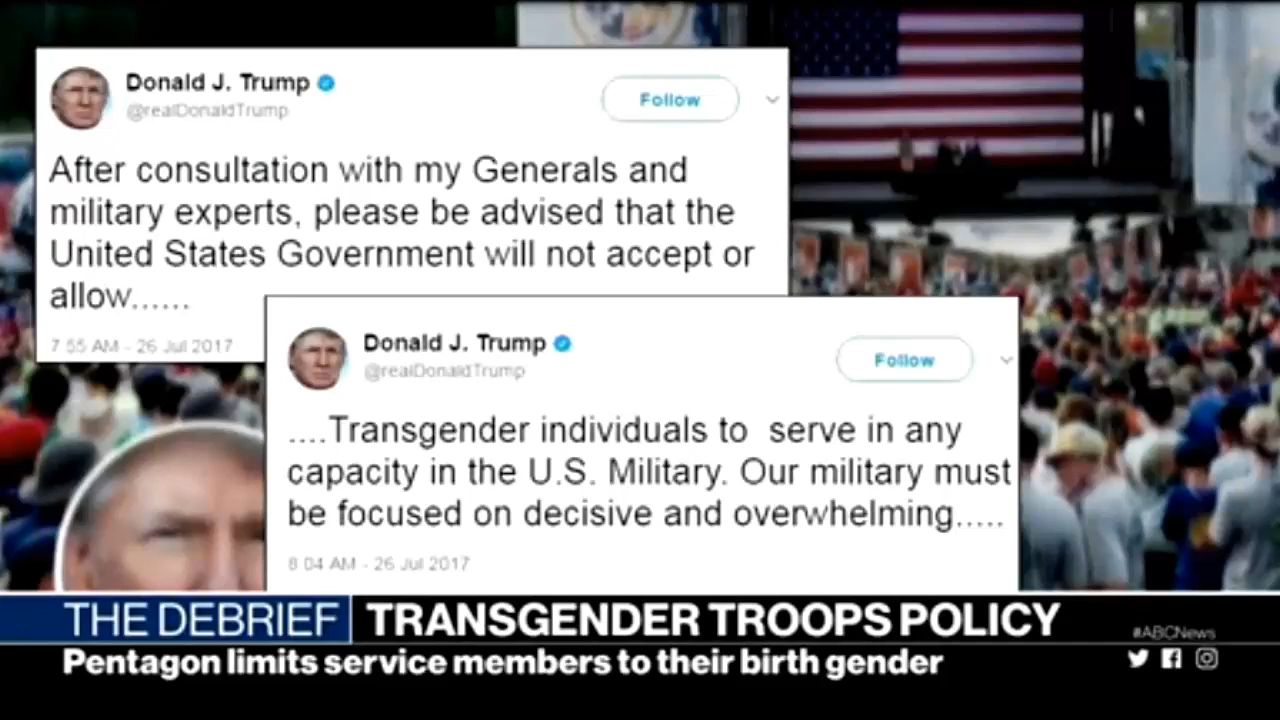 Donald J. Trump
@realDonaldTrump
Follow
After consultation with my Generals and
military experts, please be advised that the
United States Government will not accept or
allow......
7:55 AM - 26 Jul 2017
Donald J. Trump
@realDonaldTrump
Follow
....Transgender individuals to serve in any
capacity in the U.S. Military. Our military must
be focused on decisive and overwhelming.....
8:04 AM - 26 Jul 2017
THE DEBRIEF TRANSGENDER TROOPS POLICY
#ABCNews
Pentagon limits service members to their birth gender